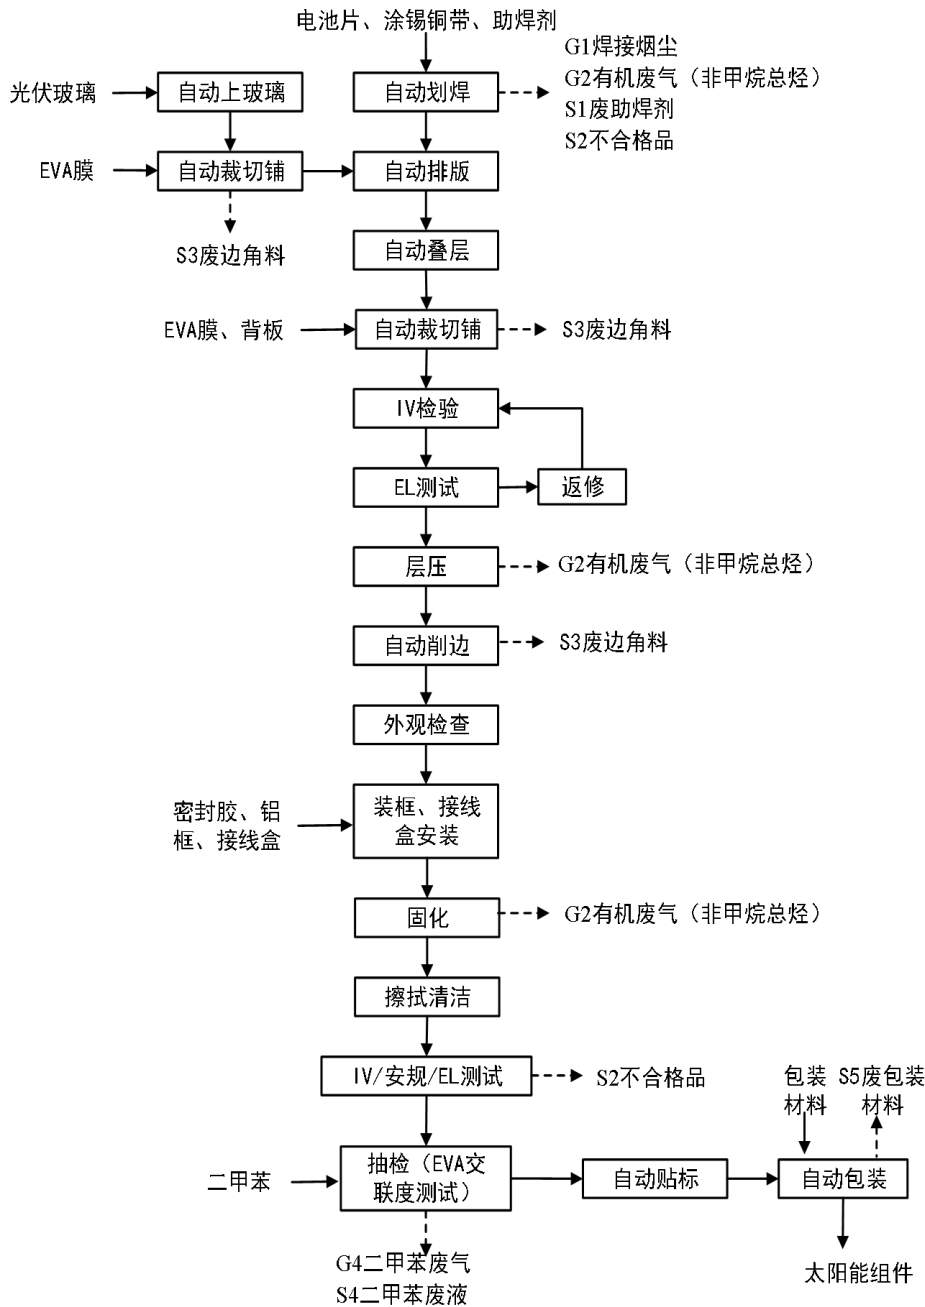 电池片、涂锡铜带、助焊剂
G1焊接烟尘
光伏玻璃
自动上玻璃
自动划焊
G2有机废气（非甲烷总烃）
S1废助焊剂
S2不合格品
EVA膜
自动裁切铺
自动排版
S3废边角料
自动叠层
EVA膜、背板
自动裁切铺
S3废边角料
IV检验
EL测试
返修
层压
G2有机废气（非甲烷总烃）
自动削边
S3废边角料
外观检查
密封胶、铝
框、接线盒
装框、接线
盒安装
固化
G2有机废气（非甲烷总烃）
擦拭清洁
IV/安规/EL测试
S2不合格品
包装
材料
S5废包装
材料
二甲苯
抽检（EVA交
联度测试）
自动贴标
自动包装
G4二甲苯废气
S4二甲苯废液
太阳能组件